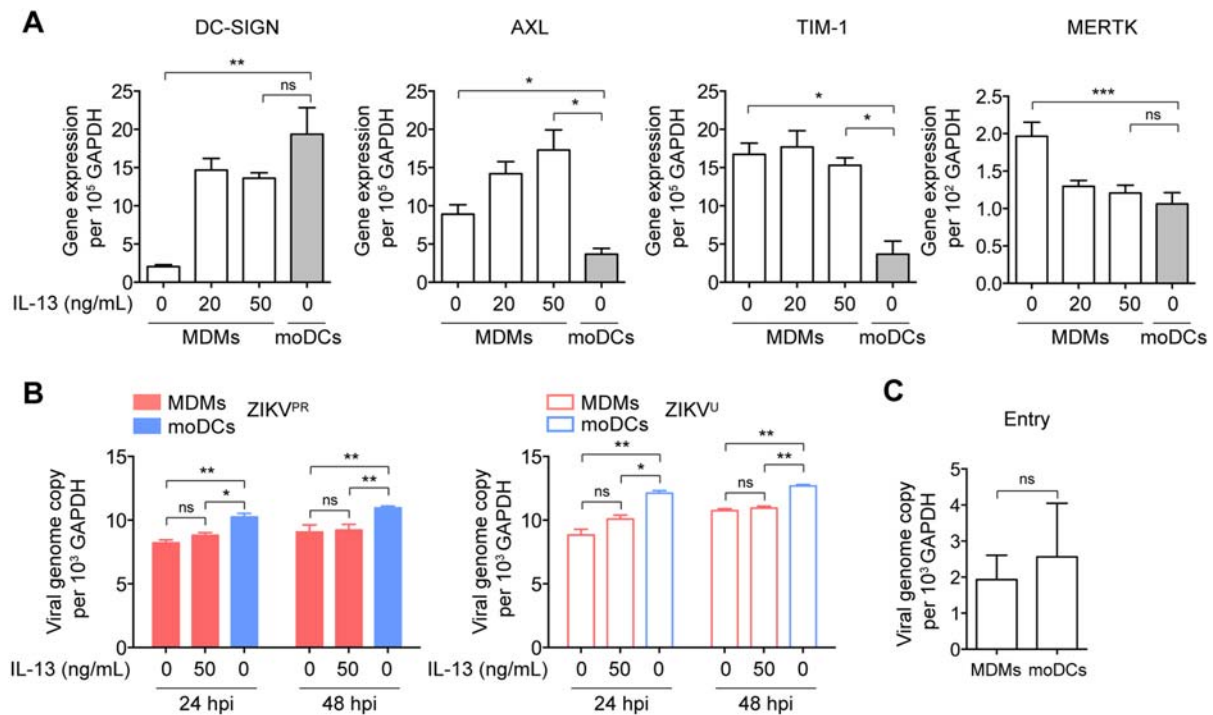 A
DC-SIGN
AXL
TIM-1
MERTK
Gene expression
per 10⁵ GAPDH
25
20
15
10
5
0
**
ns
IL-13 (ng/mL)
0 20 50 0
MDMs moDCs
Gene expression
per 10⁵ GAPDH
25
20
15
10
5
0
*
*
0 20 50 0
MDMs moDCs
Gene expression
per 10⁵ GAPDH
25
20
15
10
5
0
*
*
0 20 50 0
MDMs moDCs
Gene expression
per 10² GAPDH
2.5
2.0
1.5
1.0
0.5
0.0
***
ns
0 20 50 0
MDMs moDCs
B
MDMs
moDCs
ZIKVᴾᴿ
Viral genome copy
per 10³ GAPDH
15
10
5
0
**
ns
*
**
ns
**
IL-13 (ng/mL)
0 50 0 0 50 0
24 hpi 48 hpi
MDMs
moDCs
ZIKVᵁ
Viral genome copy
per 10³ GAPDH
15
10
5
0
**
ns
*
**
ns
**
IL-13 (ng/mL)
0 50 0 0 50 0
24 hpi 48 hpi
C
Entry
Viral genome copy
per 10³ GAPDH
5
4
3
2
1
0
ns
MDMs moDCs